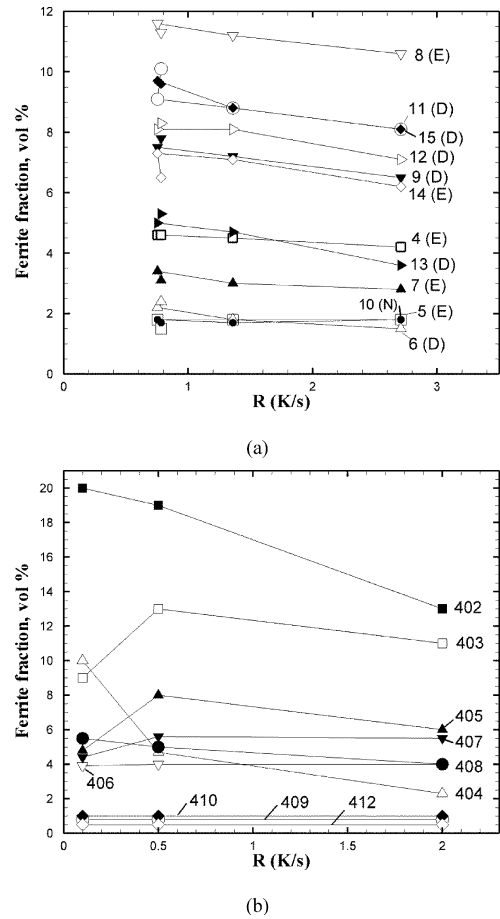 12
10
8
6
4
2
0
Ferrite fraction, vol %
8 (E)
11 (D)
15 (D)
12 (D)
9 (D)
14 (E)
4 (E)
13 (D)
7 (E)
10 (N)
5 (E)
6 (D)
0 1 2 3
R (K/s)
(a)
20
18
16
14
12
10
8
6
4
2
0
Ferrite fraction, vol %
402
403
405
407
408
404
406
410 409 412
0 0.5 1 1.5 2
R (K/s)
(b)